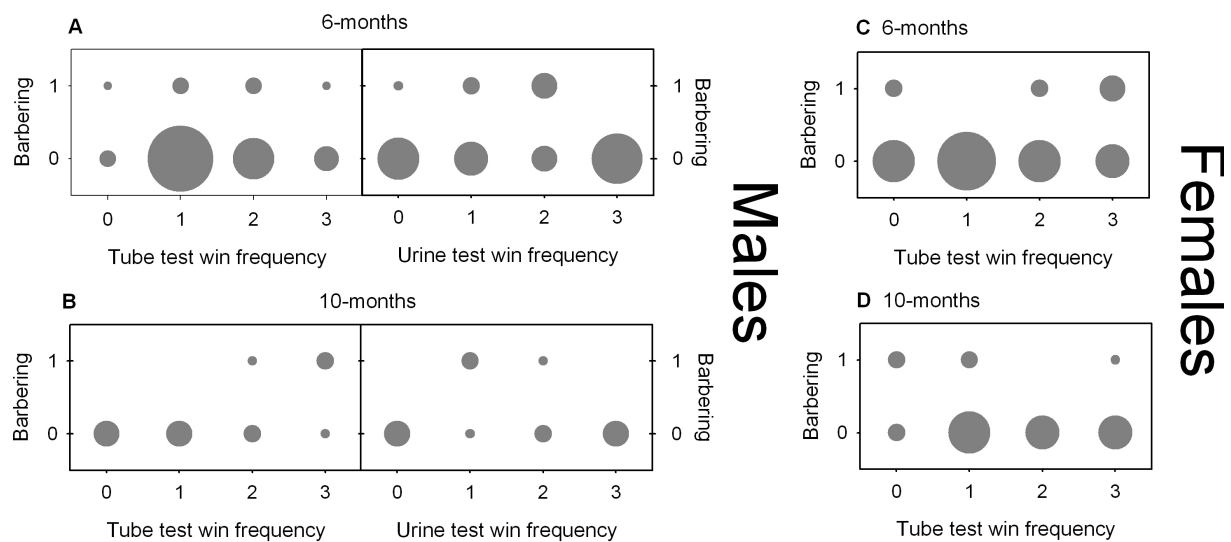 A
6-months
Barbering
1
0
0 1 2 3
Tube test win frequency
0 1 2 3
Urine test win frequency
1
0
Barbering
B
10-months
Barbering
1
0
0 1 2 3
Tube test win frequency
0 1 2 3
Urine test win frequency
1
0
Barbering
Males
C 6-months
Barbering
1
0
0 1 2 3
Tube test win frequency
D 10-months
Barbering
1
0
0 1 2 3
Tube test win frequency
Females